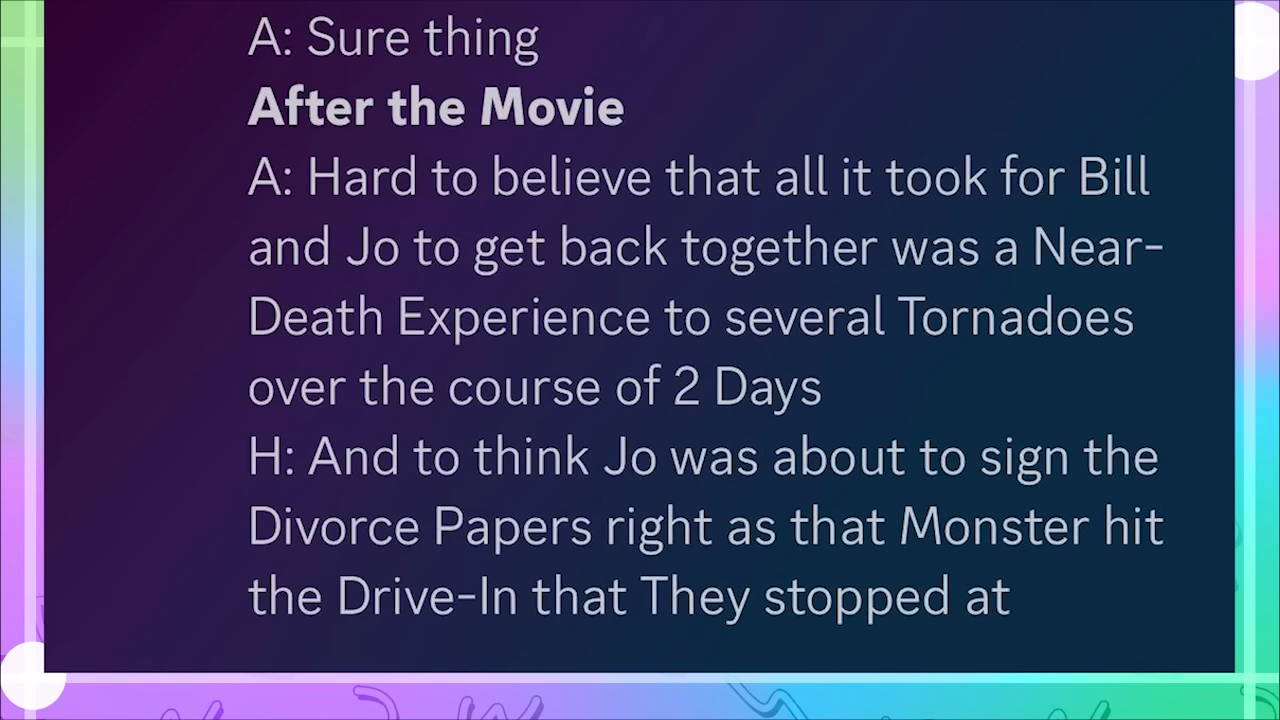 A: Sure thing
After the Movie
A: Hard to believe that all it took for Bill
and Jo to get back together was a Near-
Death Experience to several Tornadoes
over the course of 2 Days
H: And to think Jo was about to sign the
Divorce Papers right as that Monster hit
the Drive-In that They stopped at